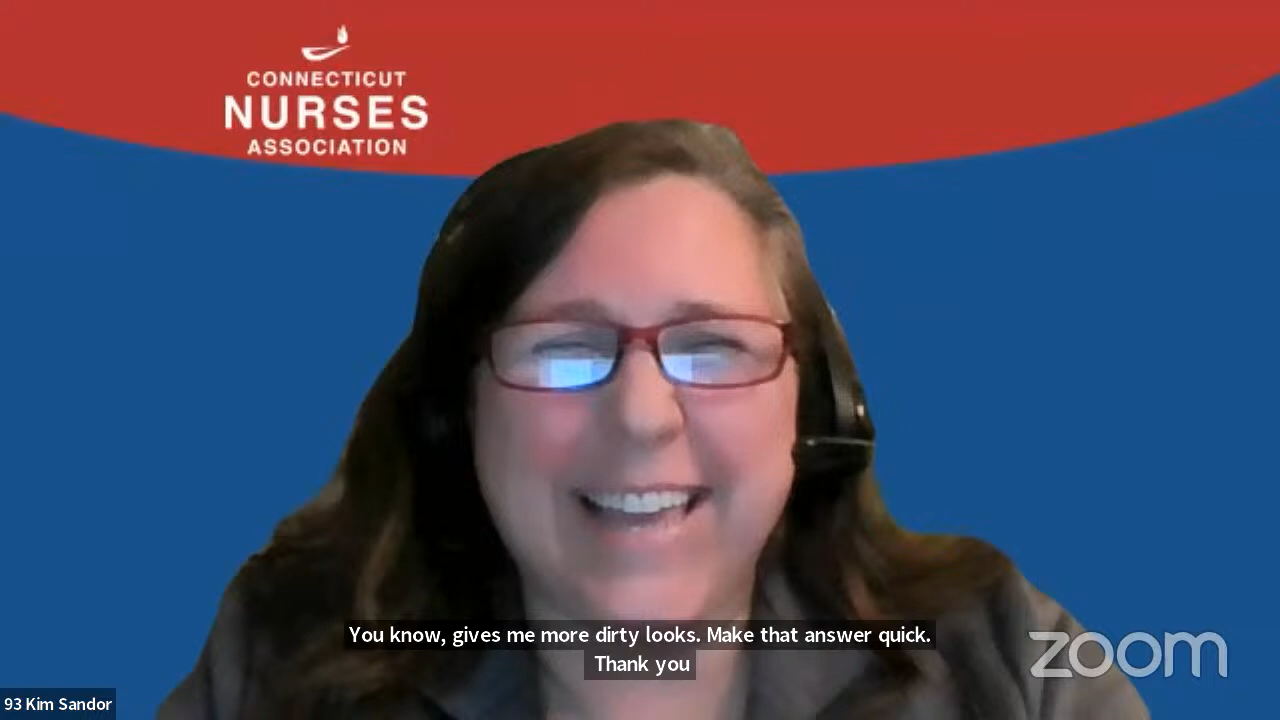 CONNECTICUT
NURSES
ASSOCIATION
You know, gives me more dirty looks. Make that answer quick.
Thank you
zoom
93 Kim Sandor